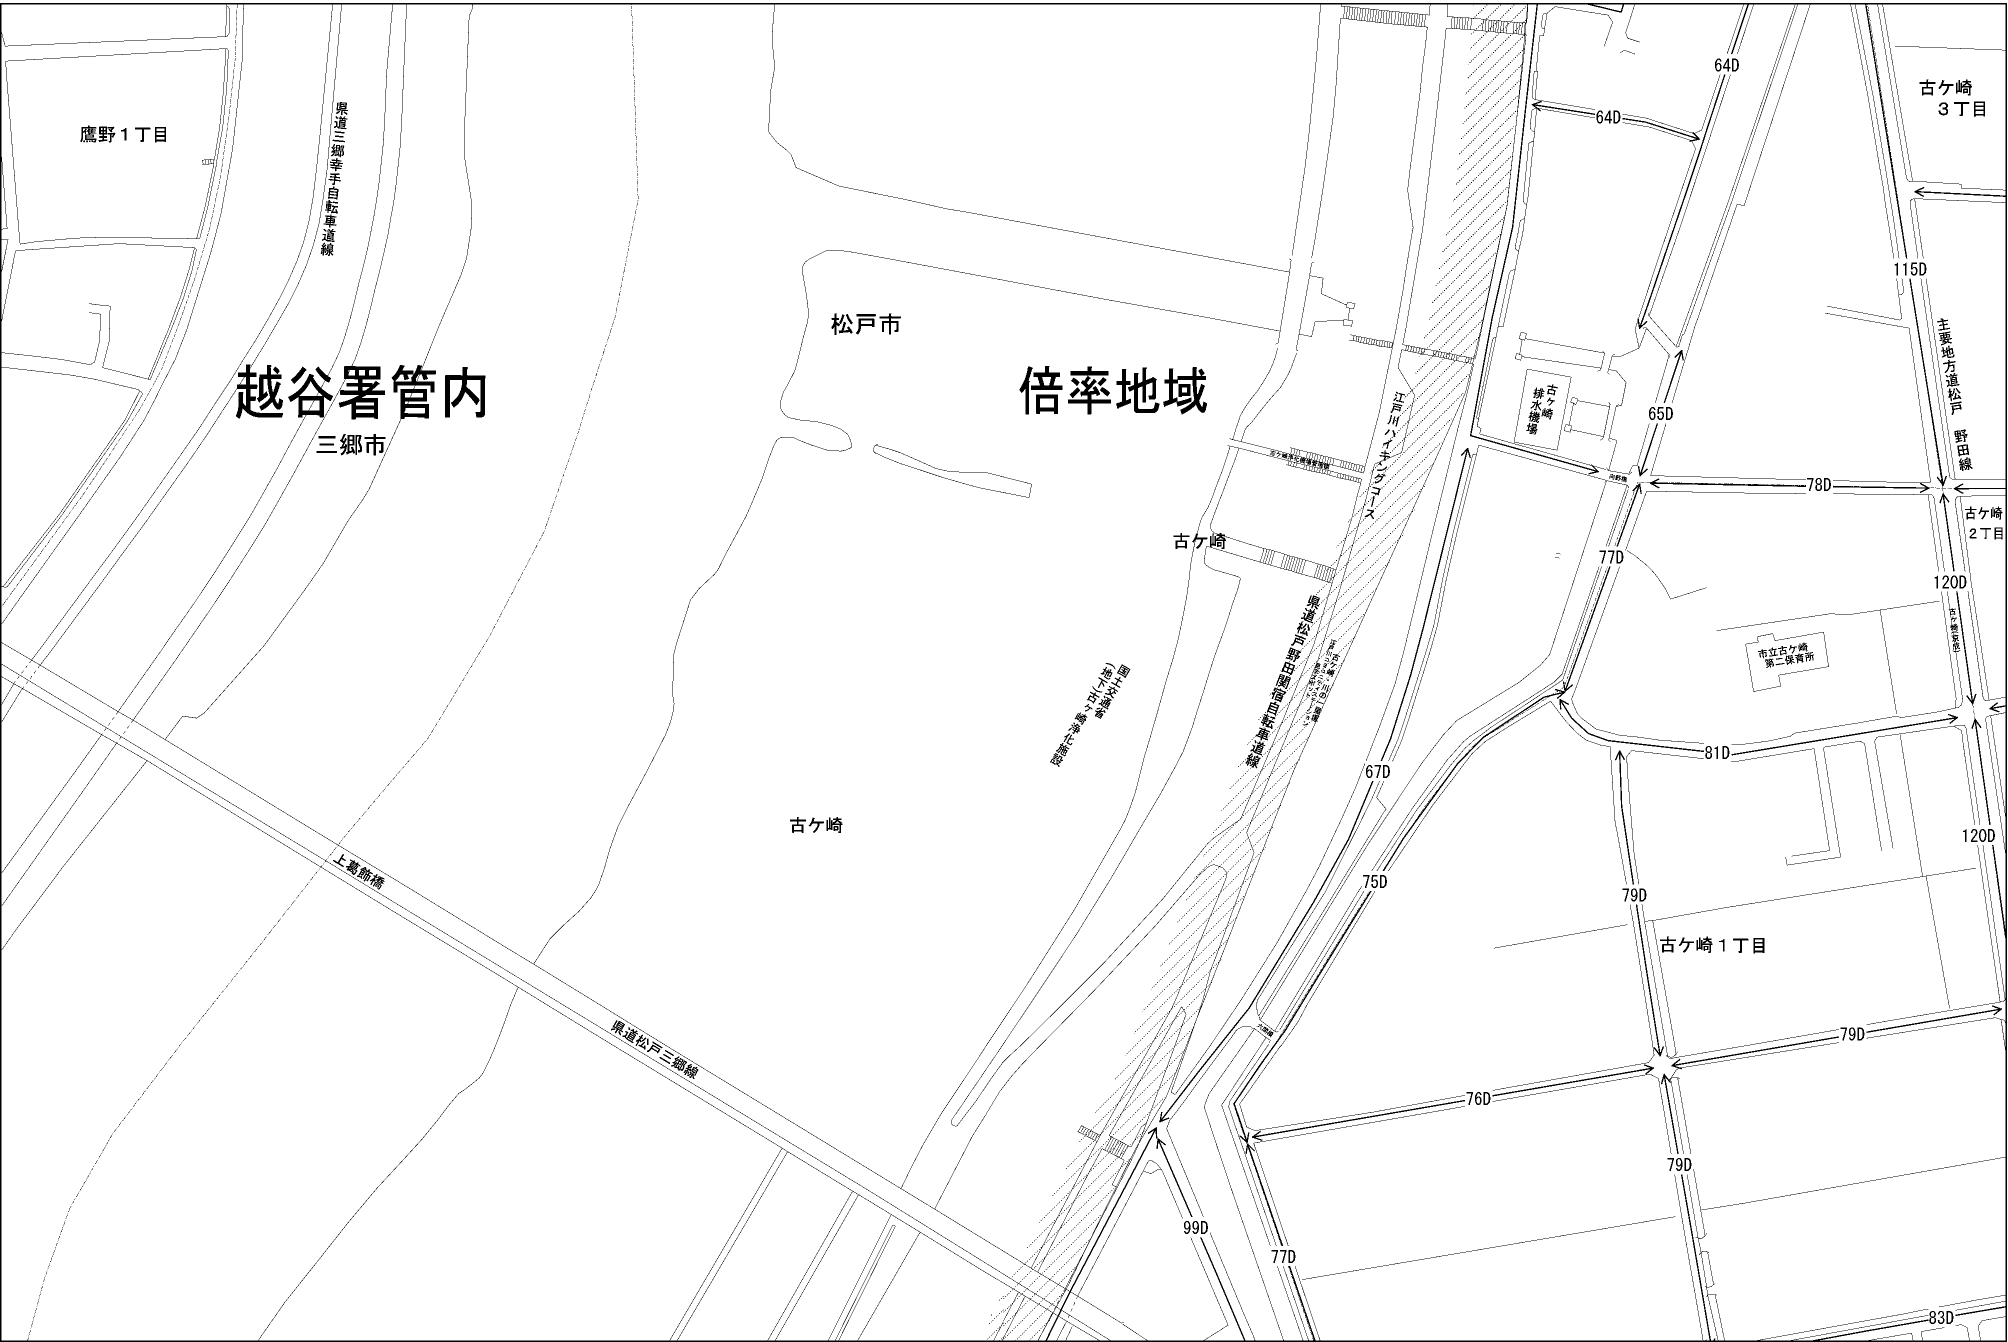 鷹野１丁目
県道三郷幸手自転車道線
越谷署管内
三郷市
松戸市
倍率地域
64D
64D
古ケ崎
３丁目
115D
主要地方道松戸　野田線
江戸川ハイキングコース
古ケ崎
排水機場
65D
向野橋
78D
古ケ崎
２丁目
77D
120D
古ケ崎
県道松戸野田関宿自転車道線
市立古ケ崎
第二保育所
国土交通省
(地下)古ヶ崎浄化施設
67D
81D
古ケ崎
75D
79D
120D
上葛飾橋
古ケ崎１丁目
県道松戸三郷線
79D
76D
79D
99D
77D
83D